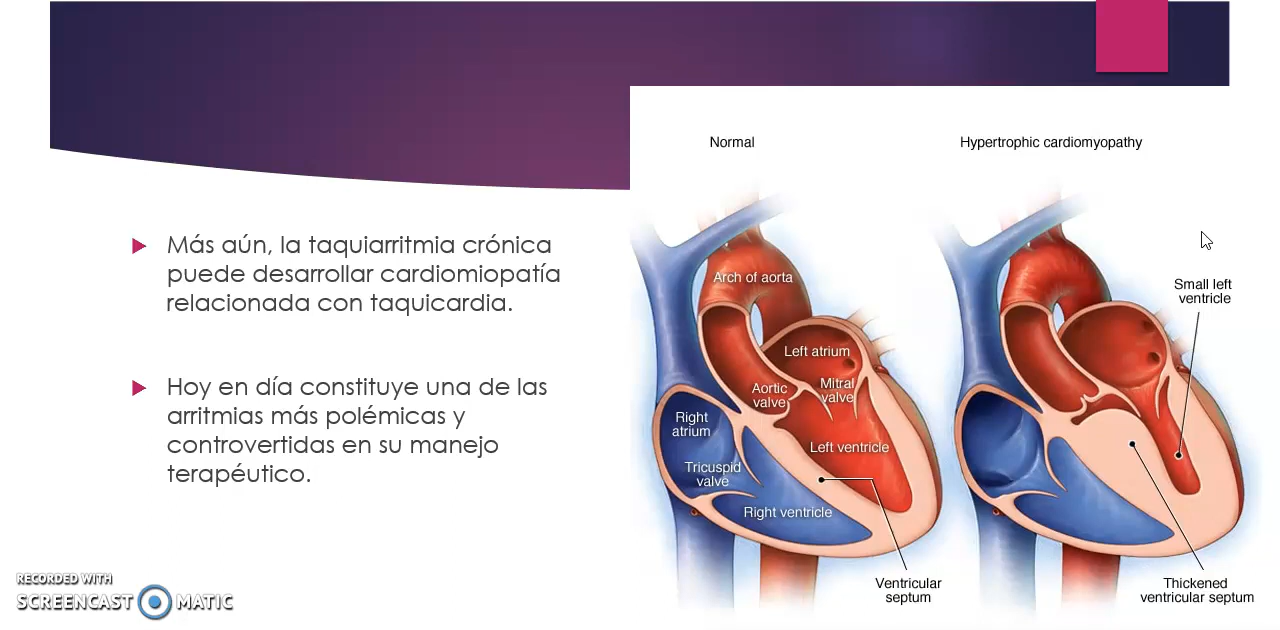 Más aún, la taquiarritmia crónica
puede desarrollar cardiomiopatía
relacionada con taquicardia.
Hoy en día constituye una de las
arritmias más polémicas y
controvertidas en su manejo
terapéutico.
Normal
Hypertrophic cardiomyopathy
Arch of aorta
Left atrium
Aortic
valve
Mitral
valve
Right
atrium
Left ventricle
Tricuspid
valve
Right ventricle
Ventricular
septum
Small left
ventricle
Thickened
ventricular septum
RECORDED WITH
SCREENCAST MATIC